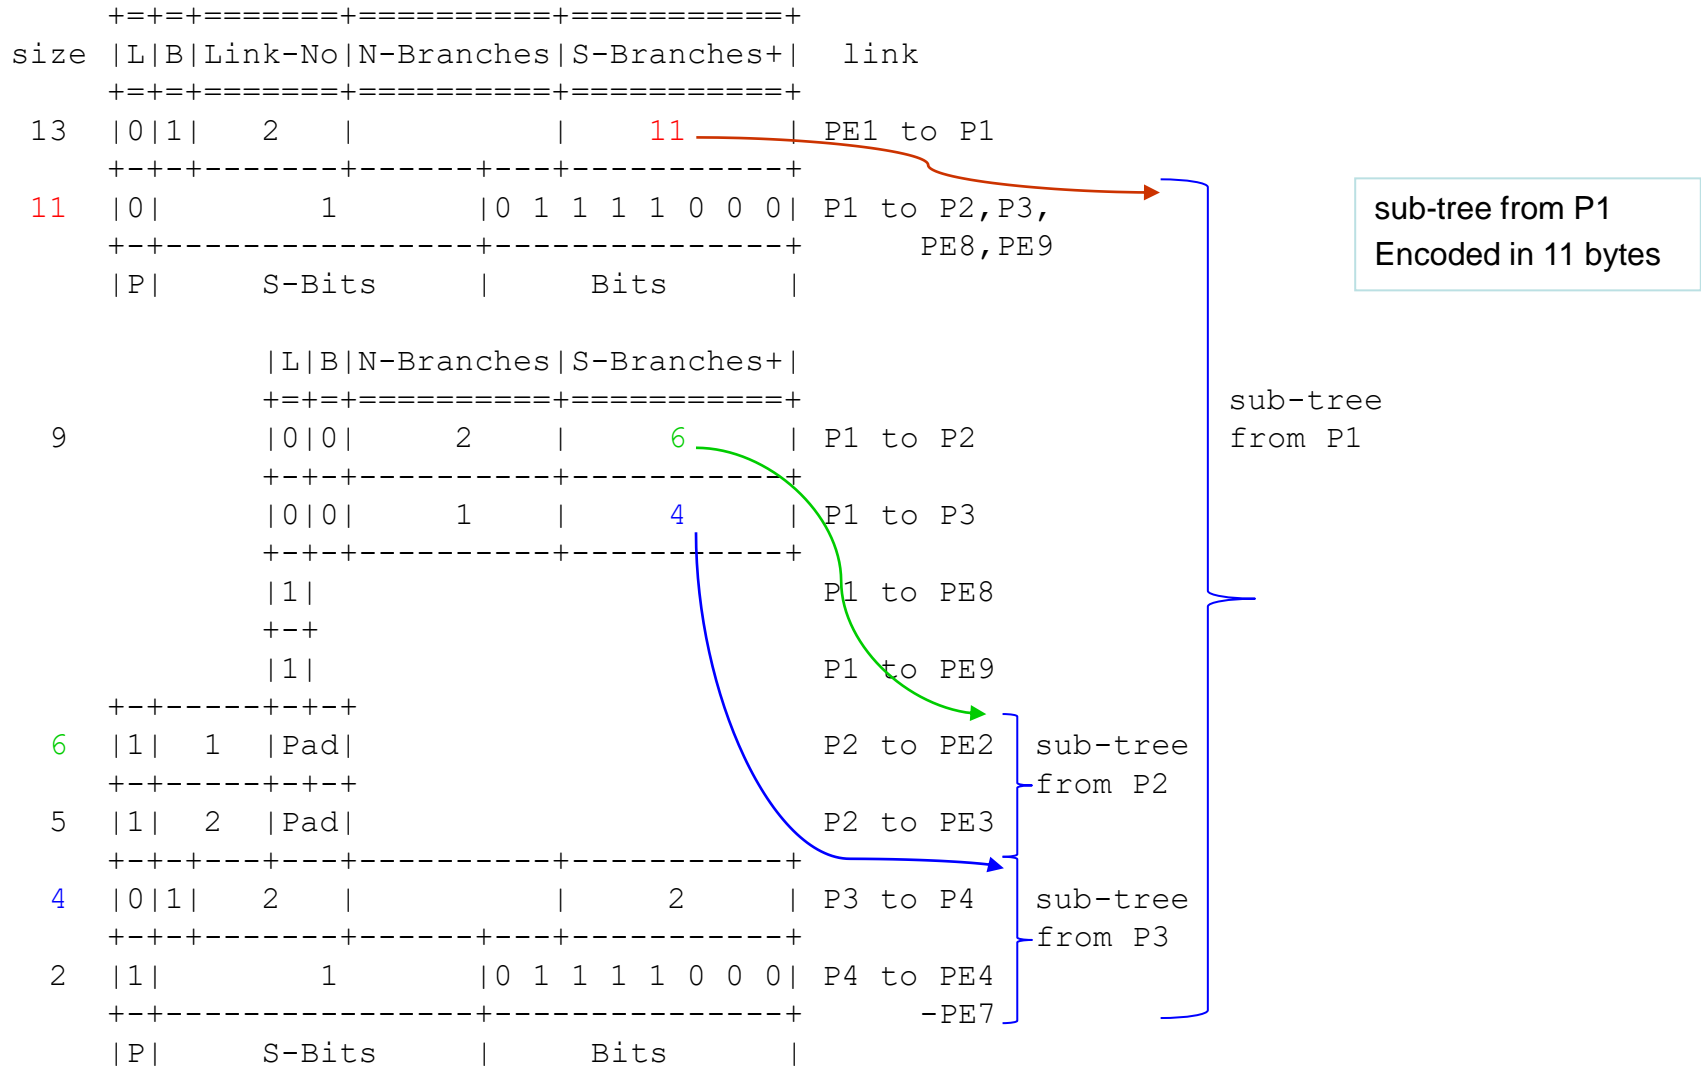 +=+=+=======+==========+===========+
size |L|B|Link-No|N-Branches|S-Branches+|  link
     +=+=+=======+==========+===========+
 13  |0|1|   2   |          |    11     | PE1 to P1
     +-+-+-------+------+---+-----------+
 11  |0|        1       |0 1 1 1 1 0 0 0| P1 to P2,P3,
     +-+----------------+---------------+      PE8,PE9
     |P|     S-Bits     |     Bits      |
sub-tree from P1
Encoded in 11 bytes
             |L|B|N-Branches|S-Branches+|
             +=+=+==========+===========+
  9          |0|0|     2    |     6     | P1 to P2
             +-+-+----------+-----------+
             |0|0|     1    |     4     | P1 to P3
             +-+-+----------+-----------+
             |1|                          P1 to PE8
             +-+
             |1|                          P1 to PE9
     +-+-----+-+-+
  6  |1|  1  |Pad|                        P2 to PE2
     +-+-----+-+-+
  5  |1|  2  |Pad|                        P2 to PE3
     +-+-+---+---+----------+-----------+
  4  |0|1|   2   |          |     2     | P3 to P4
     +-+-+-------+------+---+-----------+
  2  |1|        1       |0 1 1 1 1 0 0 0| P4 to PE4
     +-+----------------+---------------+      -PE7
     |P|     S-Bits     |     Bits      |
sub-tree
from P1
sub-tree
from P2
sub-tree
from P3